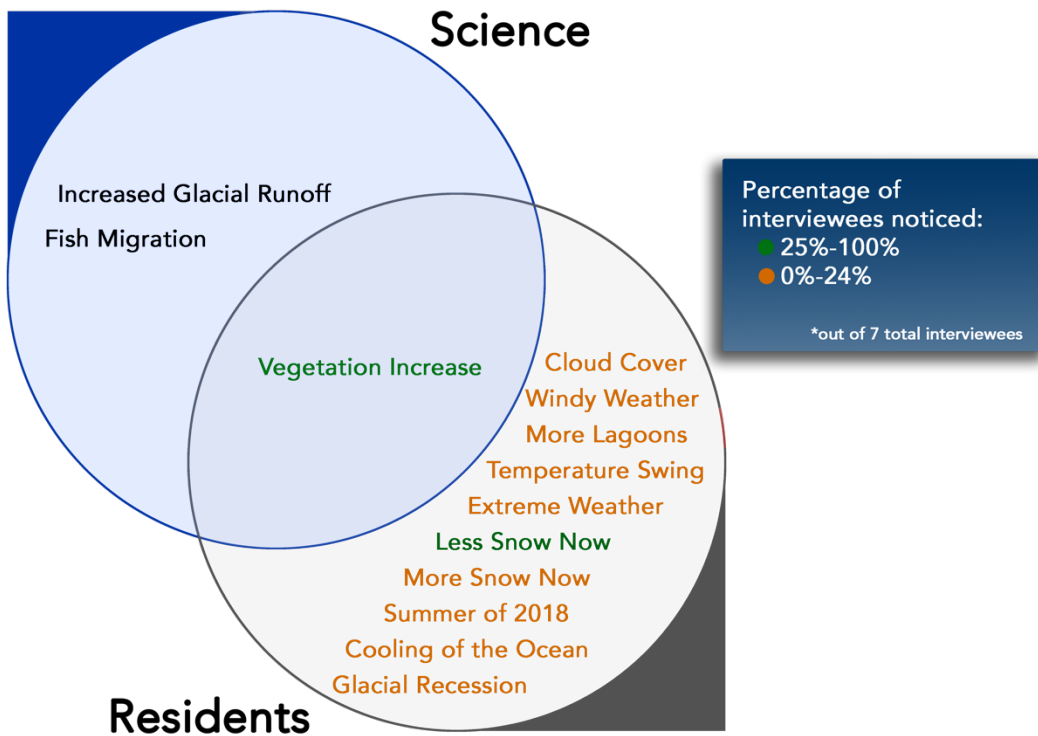 Science
Increased Glacial Runoff
Fish Migration
Percentage of
interviewees noticed:
25%-100%
0%-24%
*out of 7 total interviewees
Vegetation Increase
Cloud Cover
Windy Weather
More Lagoons
Temperature Swing
Extreme Weather
Less Snow Now
More Snow Now
Summer of 2018
Cooling of the Ocean
Glacial Recession
Residents